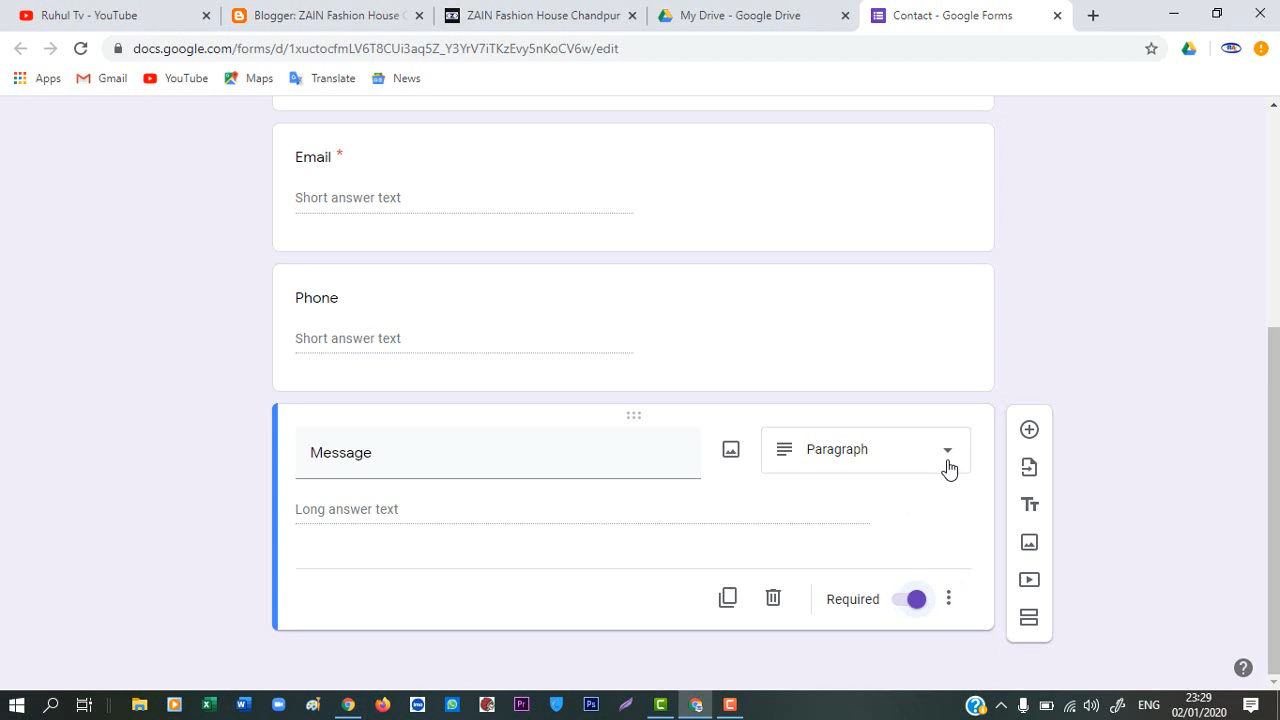 Ruhul Tv - YouTube
Blogger: ZAIN Fashion House C
ZAIN Fashion House Chandpur
My Drive - Google Drive
Contact - Google Forms
docs.google.com/forms/d/1xuctocfmLV6T8CUi3aq5Z_Y3YrV7iTKzEvy5nKoCV6w/edit
Apps
Gmail
YouTube
Maps
Translate
News
Email *
Short answer text
Phone
Short answer text
Message
Paragraph
Long answer text
Required
ENG
23:29
02/01/2020